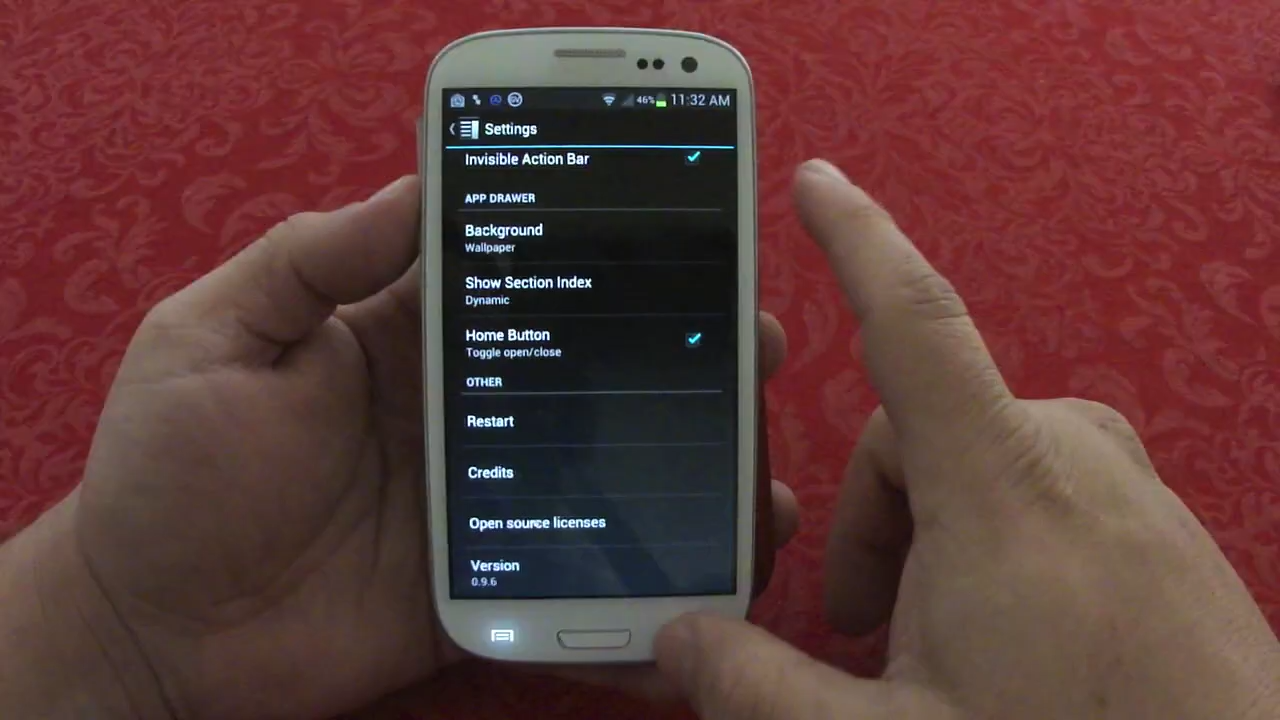 46% 11:32 AM
Settings
Invisible Action Bar
APP DRAWER
Background
Wallpaper
Show Section Index
Dynamic
Home Button
Toggle open/close
OTHER
Restart
Credits
Open source licenses
Version
0.9.6